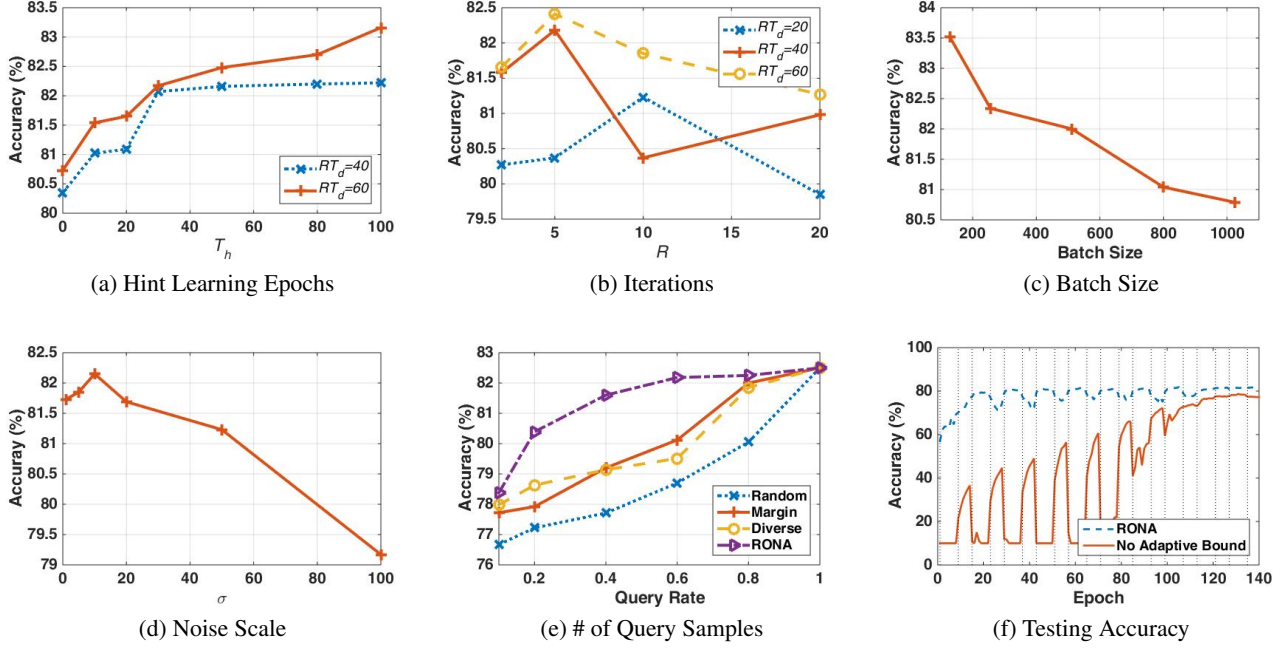 83.5
83
82.5
82
81.5
81
80.5
80
Accuracy (%)
0 20 40 60 80 100
T_h
RT_d=40
RT_d=60
(a) Hint Learning Epochs
82.5
82
81.5
81
80.5
80
79.5
Accuracy (%)
5 10 15 20
R
RT_d=20
RT_d=40
RT_d=60
(b) Iterations
84
83.5
83
82.5
82
81.5
81
80.5
Accuracy (%)
200 400 600 800 1000
Batch Size
(c) Batch Size
82.5
82
81.5
81
80.5
80
79.5
79
Accuray (%)
0 20 40 60 80 100
σ
(d) Noise Scale
83
82
81
80
79
78
77
76
Accuracy (%)
0.2 0.4 0.6 0.8 1
Query Rate
Random
Margin
Diverse
RONA
(e) # of Query Samples
100
80
60
40
20
0
Accuracy (%)
0 20 40 60 80 100 120 140
Epoch
RONA
No Adaptive Bound
(f) Testing Accuracy